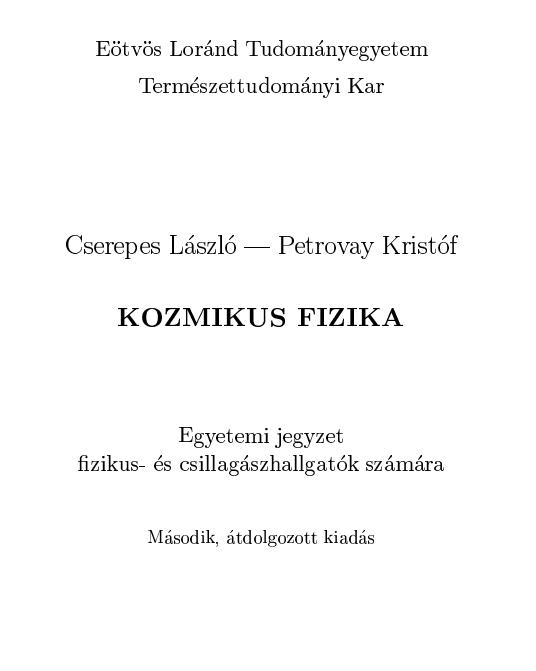 Eötvös Loránd Tudományegyetem
Természettudományi Kar
Cserepes László — Petrovay Kristóf
KOZMIKUS FIZIKA
Egyetemi jegyzet
fizikus- és csillagászhallgatók számára
Második, átdolgozott kiadás